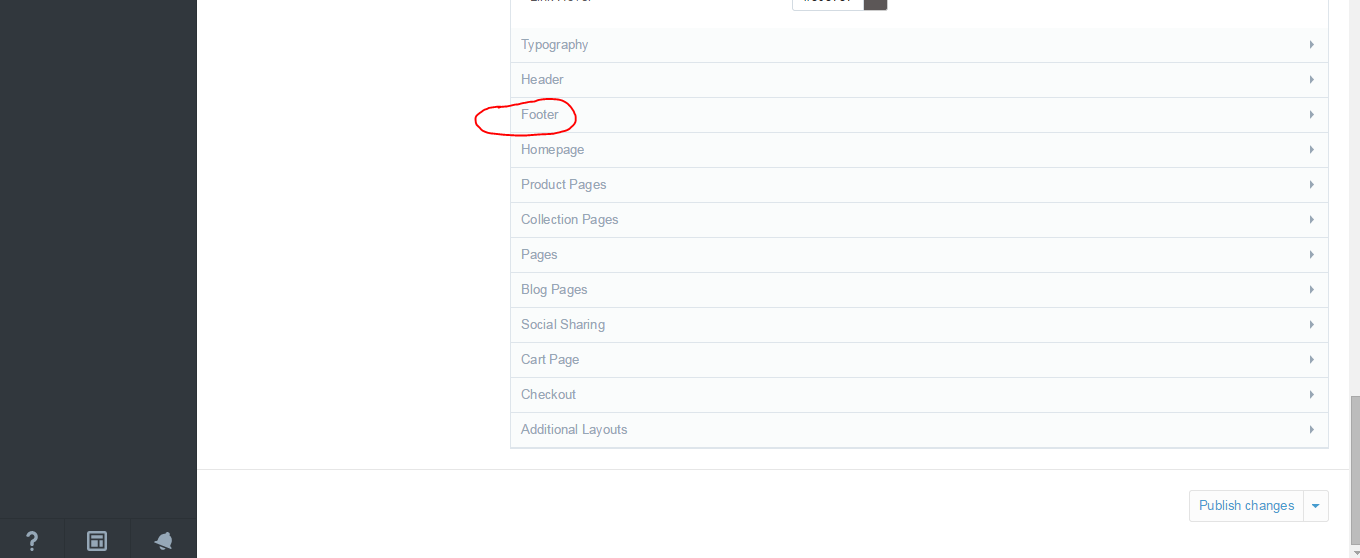 Typography
Header
Footer
Homepage
Product Pages
Collection Pages
Pages
Blog Pages
Social Sharing
Cart Page
Checkout
Additional Layouts
Publish changes
?